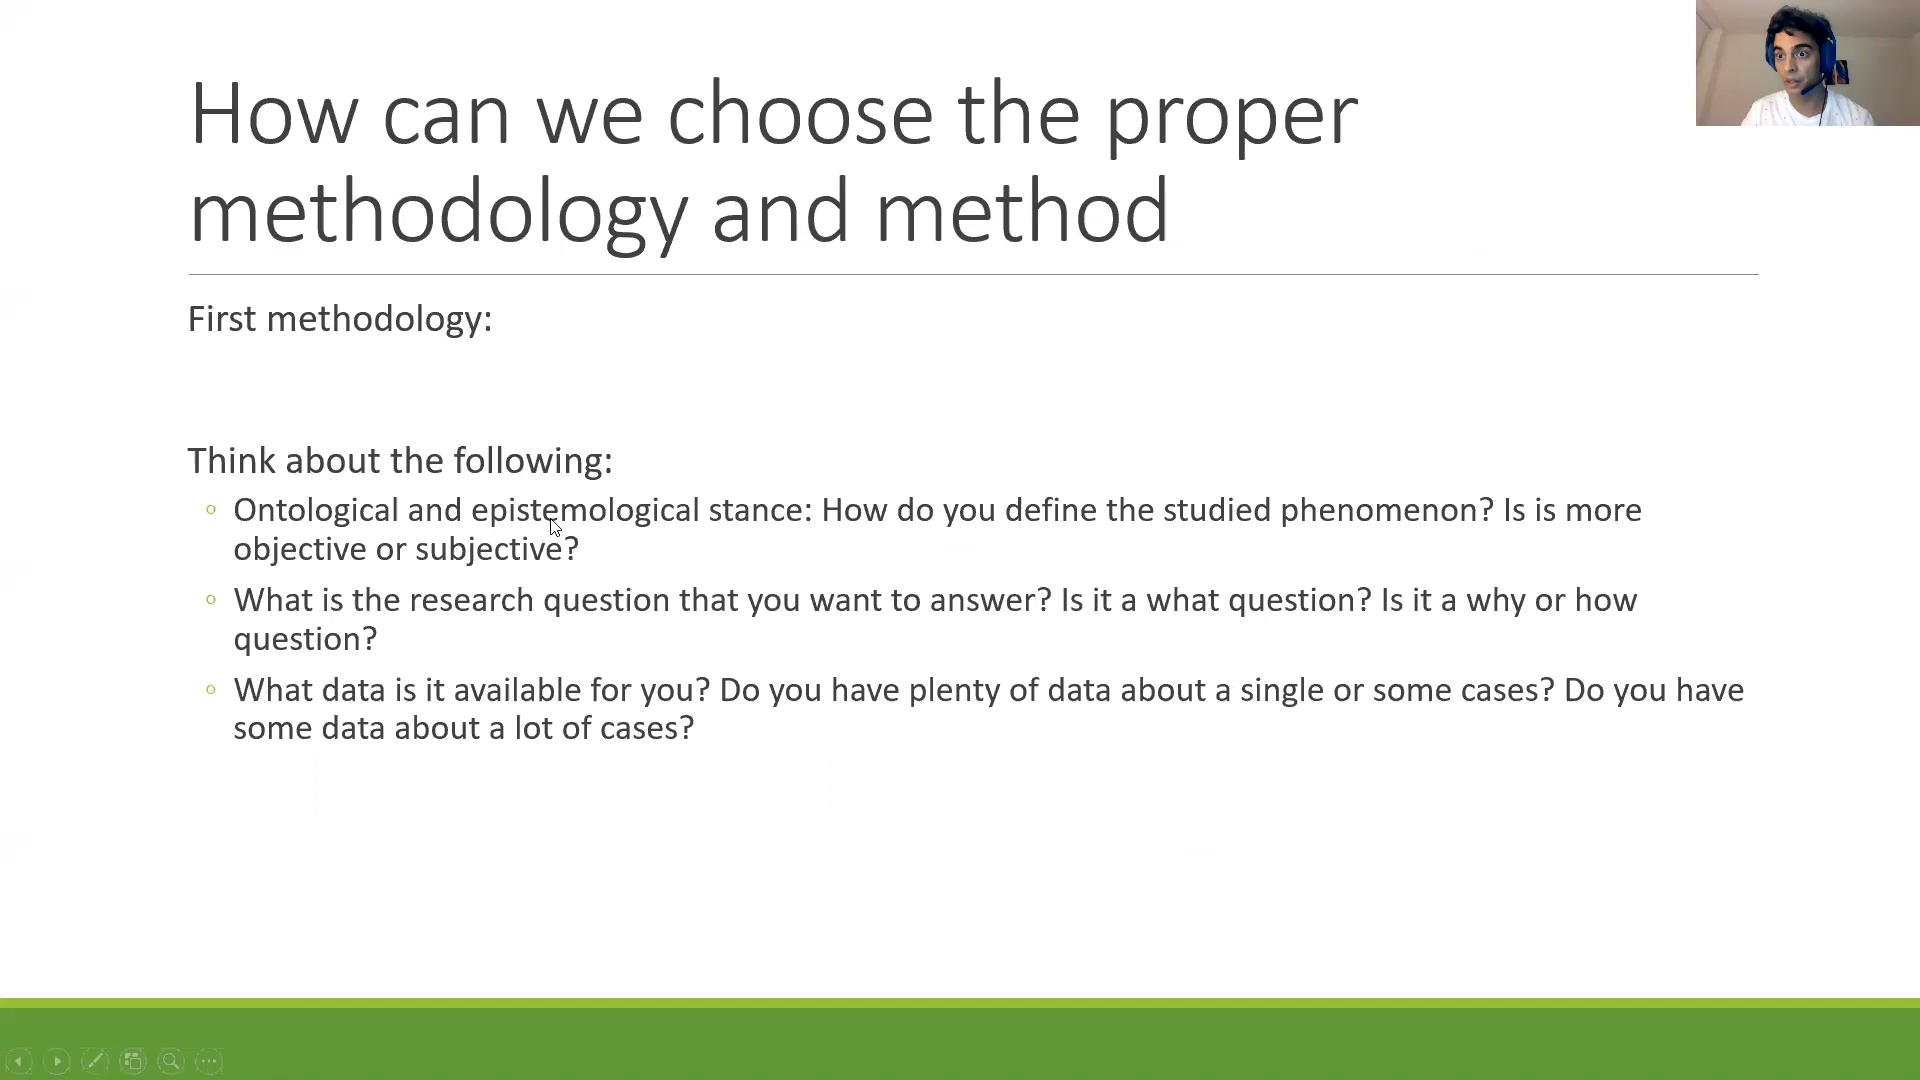 How can we choose the proper
methodology and method
First methodology:
Think about the following:
Ontological and epistemological stance: How do you define the studied phenomenon? Is is more
objective or subjective?
What is the research question that you want to answer? Is it a what question? Is it a why or how
question?
What data is it available for you? Do you have plenty of data about a single or some cases? Do you have
some data about a lot of cases?